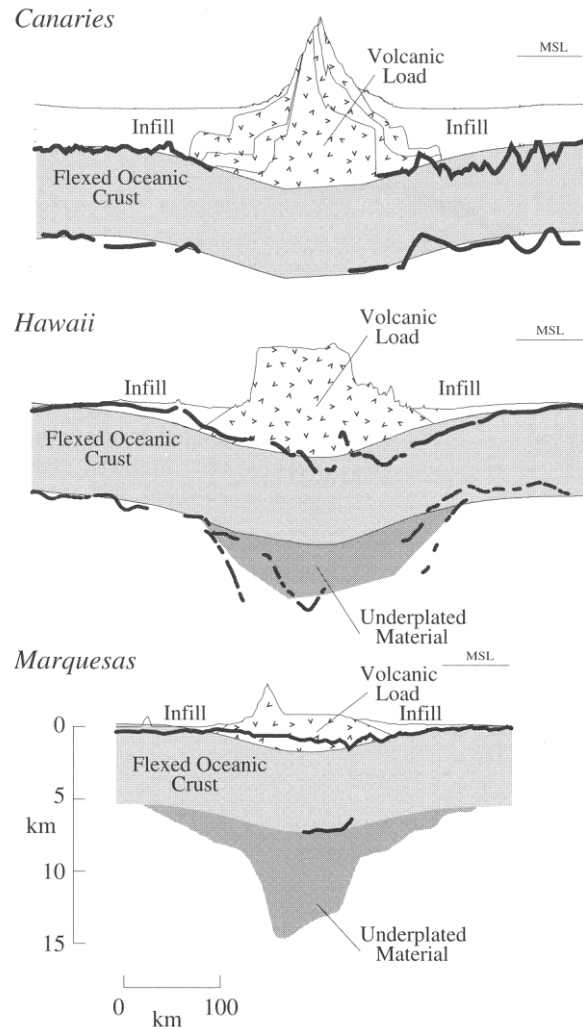 Canaries
Volcanic
Load
MSL
Infill
Infill
Flexed Oceanic
Crust
Hawaii
Volcanic
Load
MSL
Infill
Infill
Flexed Oceanic
Crust
Underplated
Material
Marquesas
MSL
Volcanic
Load
Infill
Infill
0
Flexed Oceanic
Crust
5
km
10
15
Underplated
Material
0
100
km